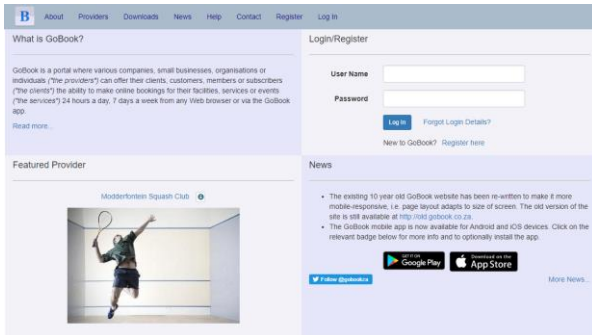 B About Providers Downloads News Help Contact Register Log In
What is GoBook?
GoBook is a portal where various companies, small businesses, organisations or
individuals ("the providers") can offer their clients, customers, members or subscribers
("the clients") the ability to make online bookings for their facilities, services or events
("the services") 24 hours a day, 7 days a week from any Web browser or via the GoBook
app.
Read more...
Login/Register
User Name
Password
Log In Forgot Login Details?
New to GoBook? Register here
Featured Provider
Modderfontein Squash Club
News
The existing 10 year old GoBook website has been re-written to make it more
mobile-responsive, i.e. page layout adapts to size of screen. The old version of the
site is still available at http://old.gobook.co.za.
The GoBook mobile app is now available for Android and iOS devices. Click on the
relevant badge below for more info and to optionally install the app.
GET IT ON
Google Play
Download on the
App Store
Follow @gobookza
More News...